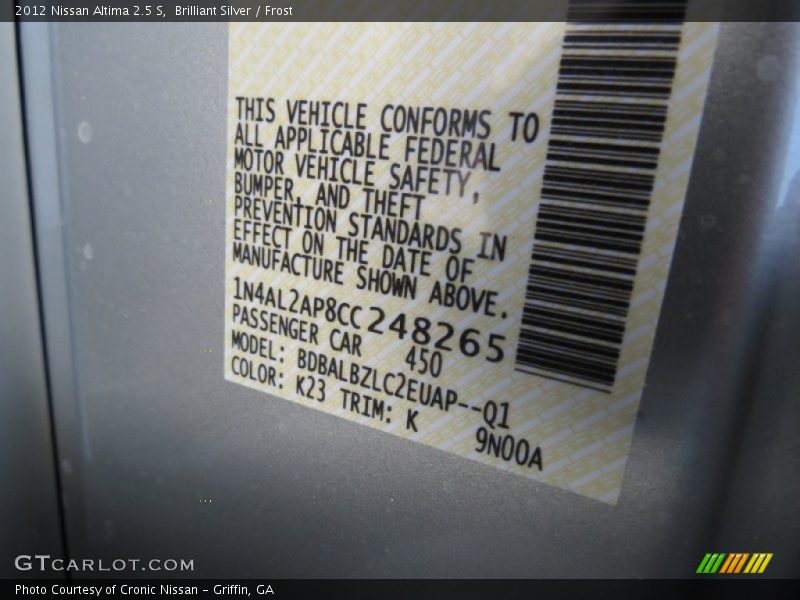 2012 Nissan Altima 2.5 S, Brilliant Silver / Frost
THIS VEHICLE CONFORMS TO
ALL APPLICABLE FEDERAL
MOTOR VEHICLE SAFETY,
BUMPER, AND THEFT
PREVENTION STANDARDS IN
EFFECT ON THE DATE OF
MANUFACTURE SHOWN ABOVE.
1N4AL2AP8CC248265
PASSENGER CAR 450
MODEL: BDBALBZLC2EUAP--Q1
COLOR: K23 TRIM: K 9N00A
GTCARLOT.COM
Photo Courtesy of Cronic Nissan - Griffin, GA